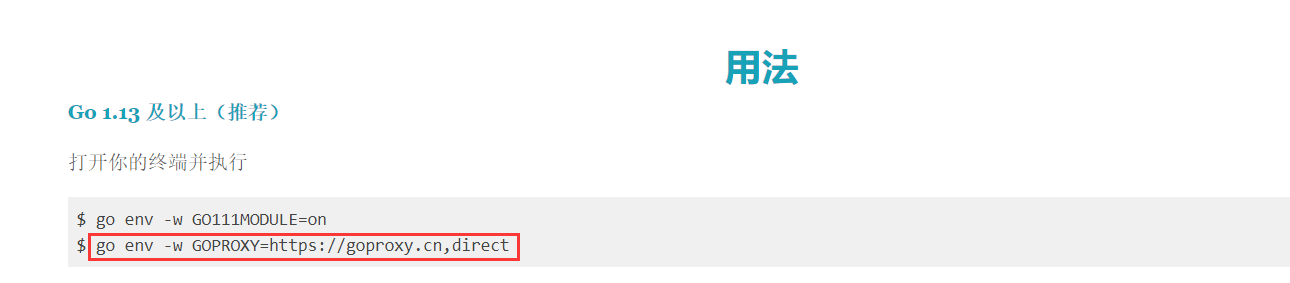 用法
Go 1.13 及以上（推荐）
打开你的终端并执行
$ go env -w GO111MODULE=on
$ go env -w GOPROXY=https://goproxy.cn,direct